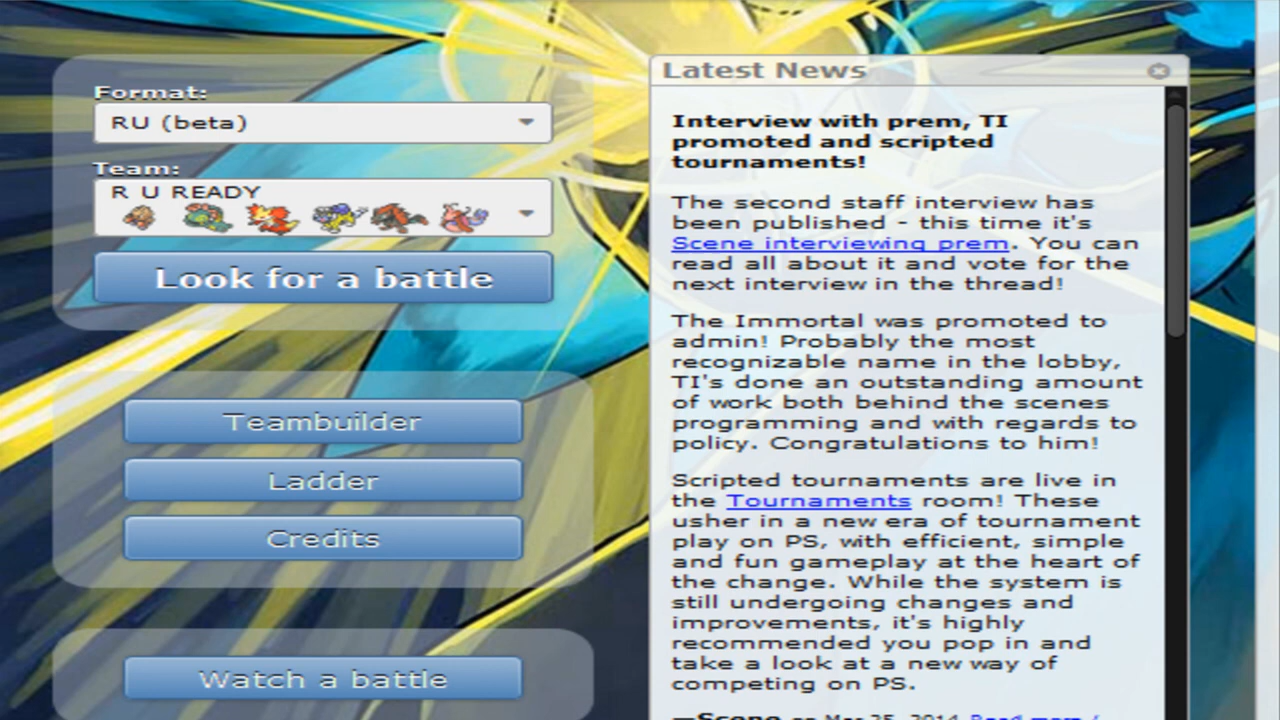 Format:
RU (beta)
Team:
R U READY
Look for a battle
Teambuilder
Ladder
Credits
Watch a battle
Latest News
Interview with prem, TI
promoted and scripted
tournaments!
The second staff interview has
been published - this time it's
Scene interviewing prem. You can
read all about it and vote for the
next interview in the thread!
The Immortal was promoted to
admin! Probably the most
recognizable name in the lobby,
TI's done an outstanding amount
of work both behind the scenes
programming and with regards to
policy. Congratulations to him!
Scripted tournaments are live in
the Tournaments room! These
usher in a new era of tournament
play on PS, with efficient, simple
and fun gameplay at the heart of
the change. While the system is
still undergoing changes and
improvements, it's highly
recommended you pop in and
take a look at a new way of
competing on PS.
—Scene on Mar 25, 2014 Read more /